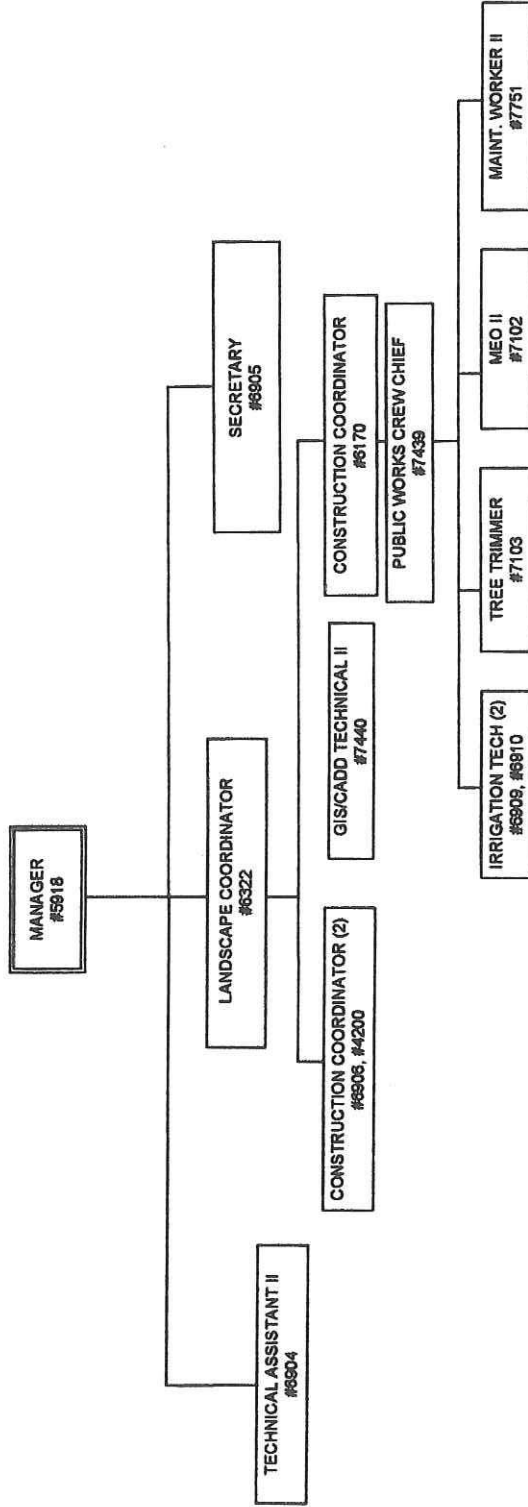 MANAGER
#5918
TECHNICAL ASSISTANT II
#6904
LANDSCAPE COORDINATOR
#6322
SECRETARY
#6905
CONSTRUCTION COORDINATOR (2)
#6906, #4200
GIS/CADD TECHNICAL II
#7440
CONSTRUCTION COORDINATOR
#6170
PUBLIC WORKS CREW CHIEF
#7439
IRRIGATION TECH (2)
#6909, #6910
TREE TRIMMER
#7103
MEO II
#7102
MAINT. WORKER II
#7751